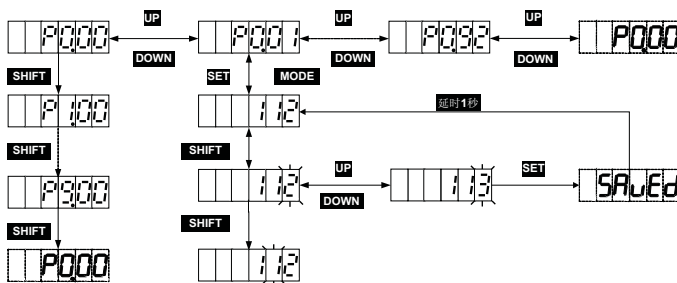 UP UP UP
P0.00 P0.01 P0.92 P0.00
DOWN DOWN DOWN
SHIFT SET MODE
P1.00 112 延时1秒
SHIFT SHIFT UP SET
P9.00 112 113 SAvEd
DOWN
SHIFT SHIFT
P0.00 112